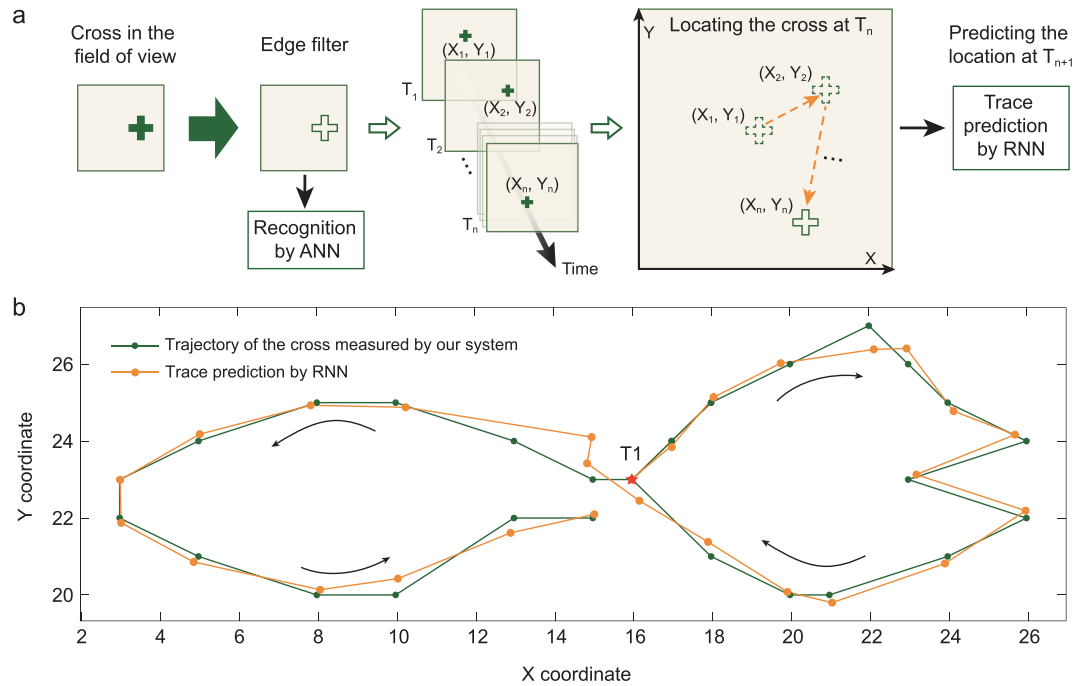 a
Cross in the
field of view
Edge filter
Recognition
by ANN
(X1, Y1)
T1
(X2, Y2)
T2
(Xn, Yn)
Tn
Time
Locating the cross at Tn
Y
(X2, Y2)
(X1, Y1)
(Xn, Yn)
X
Predicting the
location at Tn+1
Trace
prediction
by RNN
b
Trajectory of the cross measured by our system
Trace prediction by RNN
T1
Y coordinate
26
24
22
20
2 4 6 8 10 12 14 16 18 20 22 24 26
X coordinate